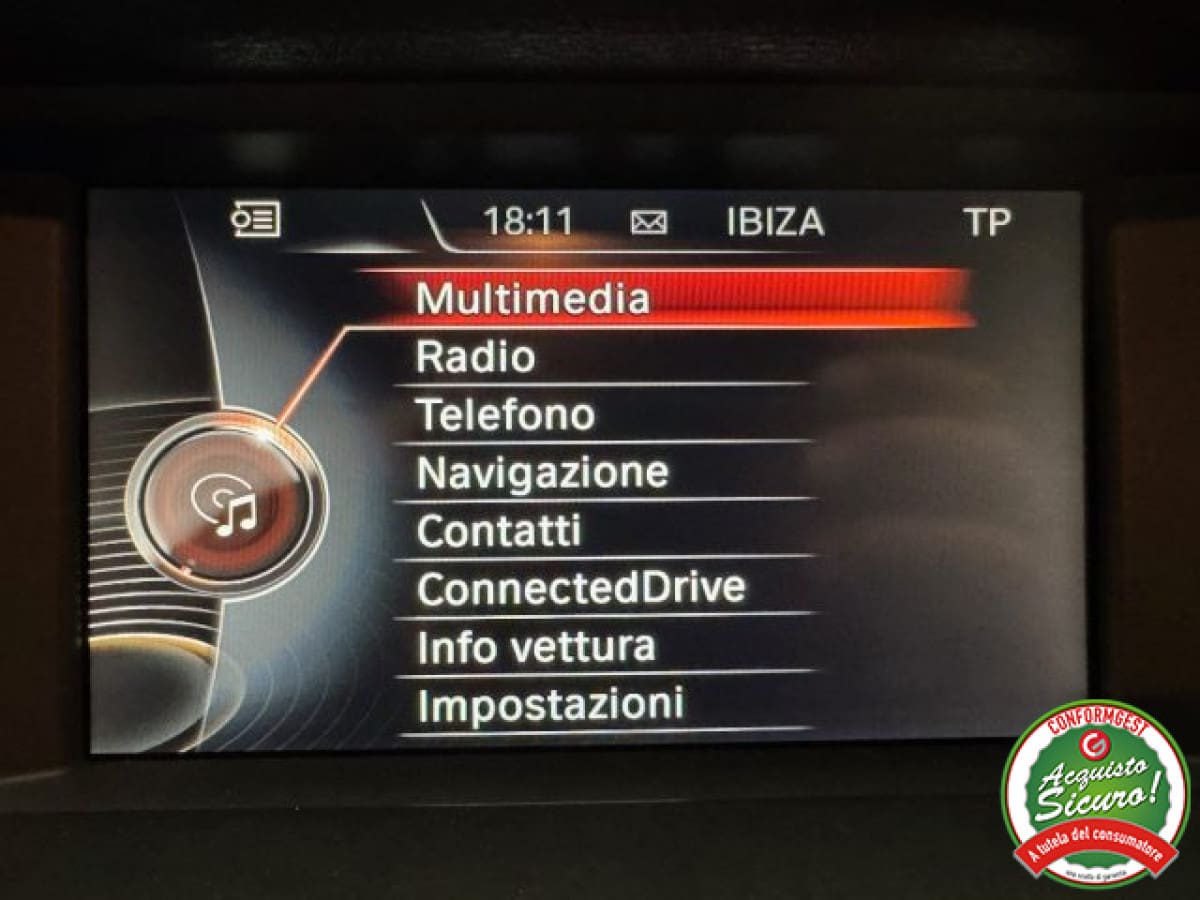 18:11 IBIZA TP
Multimedia
Radio
Telefono
Navigazione
Contatti
ConnectedDrive
Info vettura
Impostazioni
CONFORMGEST
Acquisto
Sicuro!
A tutela del consumatore